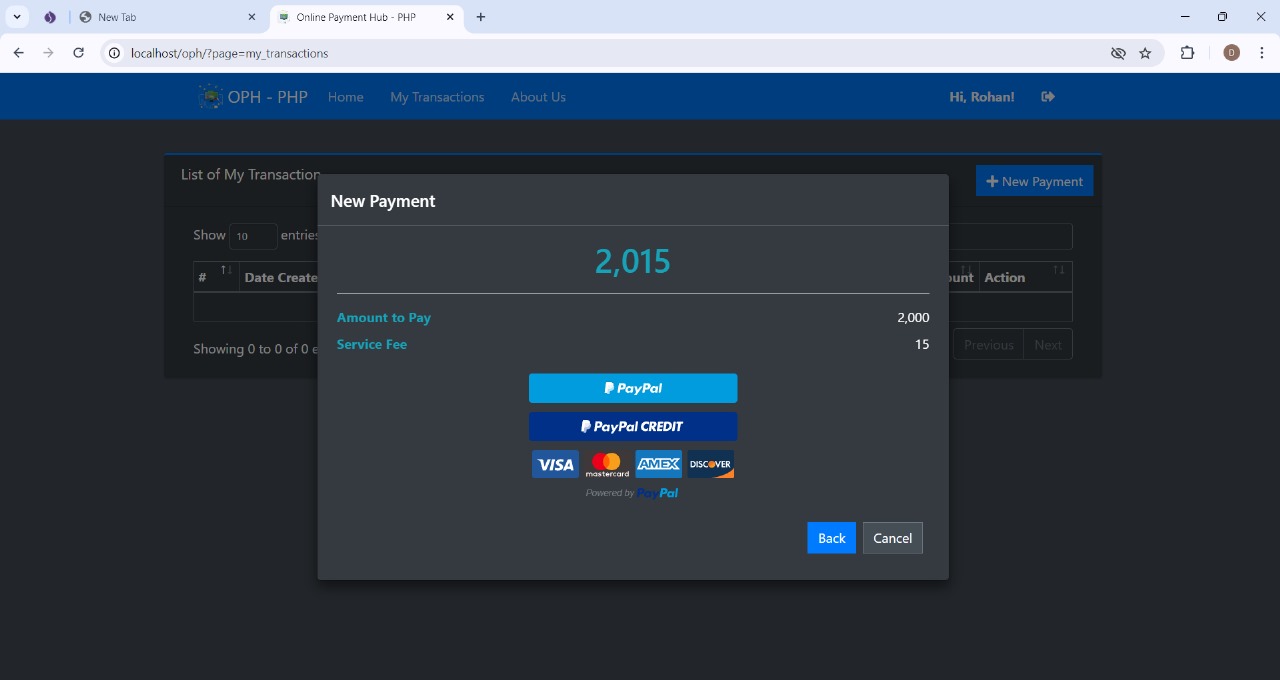 New Tab
Online Payment Hub - PHP
localhost/oph/?page=my_transactions
D
OPH - PHP Home My Transactions About Us Hi, Rohan!
List of My Transaction
New Payment
New Payment
Show 10 entries
2,015
# Date Create
Action
Amount to Pay 2,000
Service Fee 15
Showing 0 to 0 of 0 e
Previous Next
PayPal
PayPal CREDIT
VISA mastercard AMEX DISCOVER
Powered by PayPal
Back Cancel